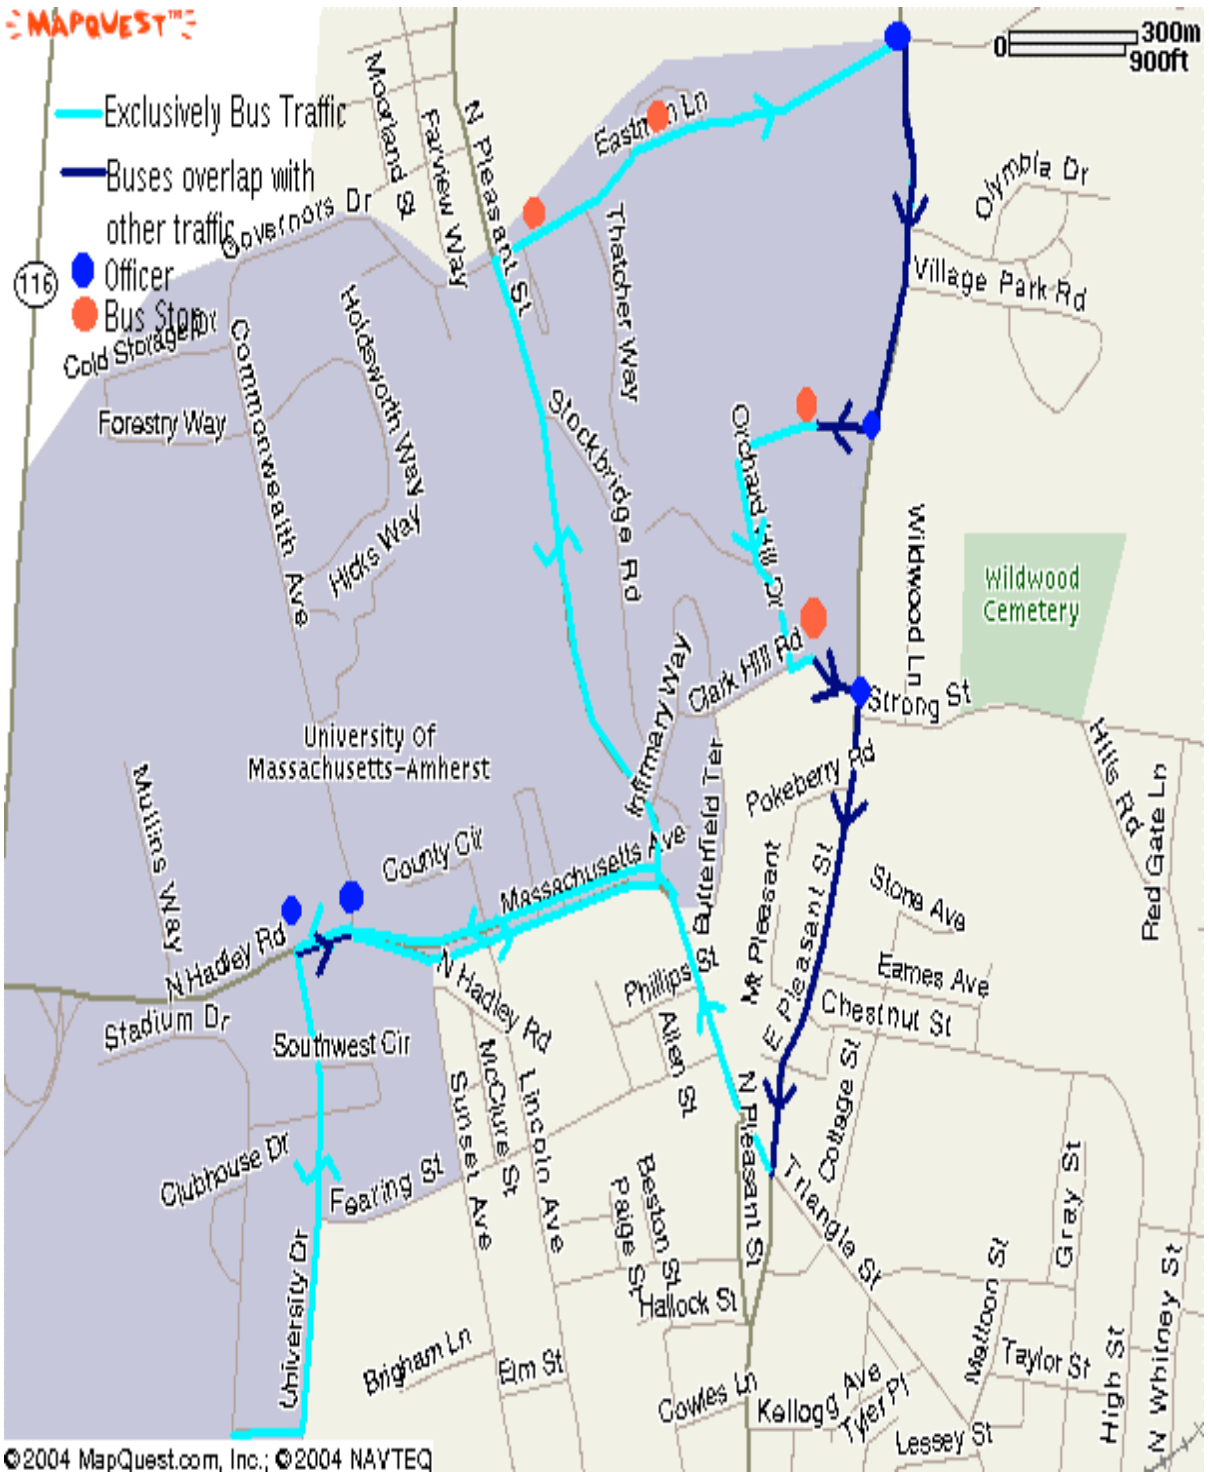 MAPQUEST™
0 300m
900ft
Exclusively Bus Traffic
Buses overlap with
other traffic
Officer
Bus Stop
116
Moorland St
Farview Way
N Pleasant St
Eastman Ln
Governors Dr
Olympia Dr
Village Park Rd
Thatcher Way
Cold Storage Dr
Commonwealth Ave
Holdsworth Way
Forestry Way
Stockbridge Rd
Orchard Hill Dr
Hicks Way
Wildwood Ln
Wildwood
Cemetery
Clark Hill Rd
Strong St
Infirmary Way
University Of
Massachusetts-Amherst
Butterfield Ter
Pokeberry Rd
Hills Rd
Red Gate Ln
Mullins Way
County Cir
Massachusetts Ave
Mt Pleasant
E Pleasant St
Stone Ave
N Hadley Rd
N Hadley Rd
Phillips St
Eames Ave
Chestnut St
Stadium Dr
Southwest Cir
Allen St
McClure St
Sunset Ave
Lincoln Ave
N Pleasant St
Cottage St
Clubhouse Dr
Fearing St
Beston St
Paige St
Triangle St
Gray St
University Dr
Hallock St
Mattoon St
High St
N Whitney St
Brigham Ln
Elm St
Taylor St
Cowles Ln
Kellogg Ave
Tyler Pl
Lessey St
©2004 MapQuest.com, Inc.; ©2004 NAVTEQ